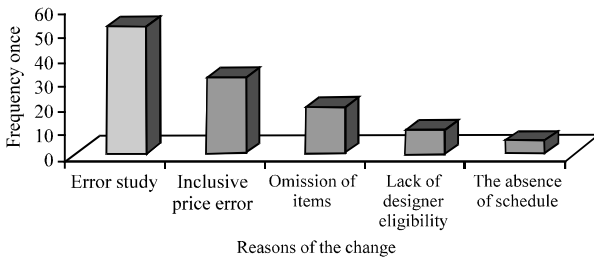 60
50
40
30
20
10
0
Frequency once
Error study
Inclusive
price error
Omission of
items
Lack of
designer
eligibility
The absence
of schedule
Reasons of the change